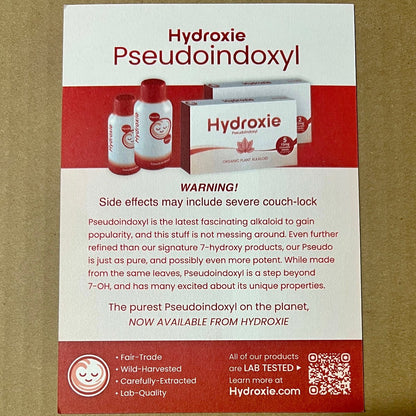 Hydroxie
Pseudoindoxyl
Hydroxie
Pseudoindoxyl
ORGANIC PLANT ALKALOID
WARNING!
Side effects may include severe couch-lock
Pseudoindoxyl is the latest fascinating alkaloid to gain
popularity, and this stuff is not messing around. Even further
refined than our signature 7-hydroxy products, our Pseudo
is just as pure, and possibly even more potent. While made
from the same leaves, Pseudoindoxyl is a step beyond
7-OH, and has many excited about its unique properties.
The purest Pseudoindoxyl on the planet,
NOW AVAILABLE FROM HYDROXIE
• Fair-Trade
• Wild-Harvested
• Carefully-Extracted
• Lab-Quality
All of our products
are LAB TESTED ▸
Learn more at
Hydroxie.com